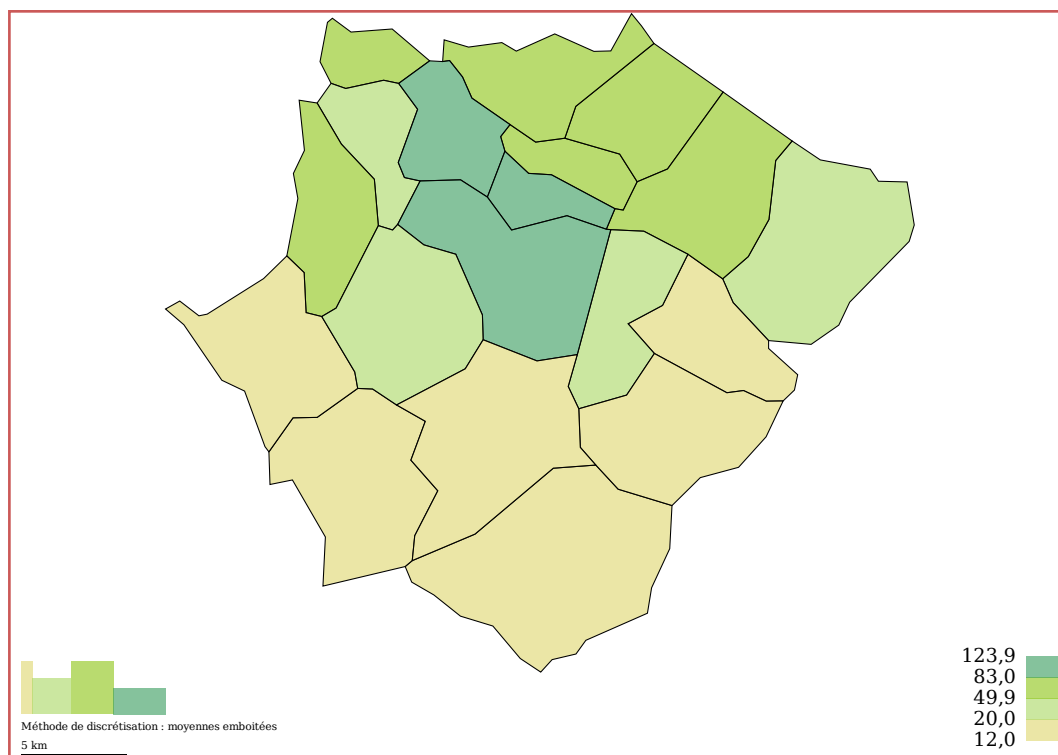 123,9
83,0
49,9
20,0
12,0
Méthode de discrétisation : moyennes emboitées
5 km